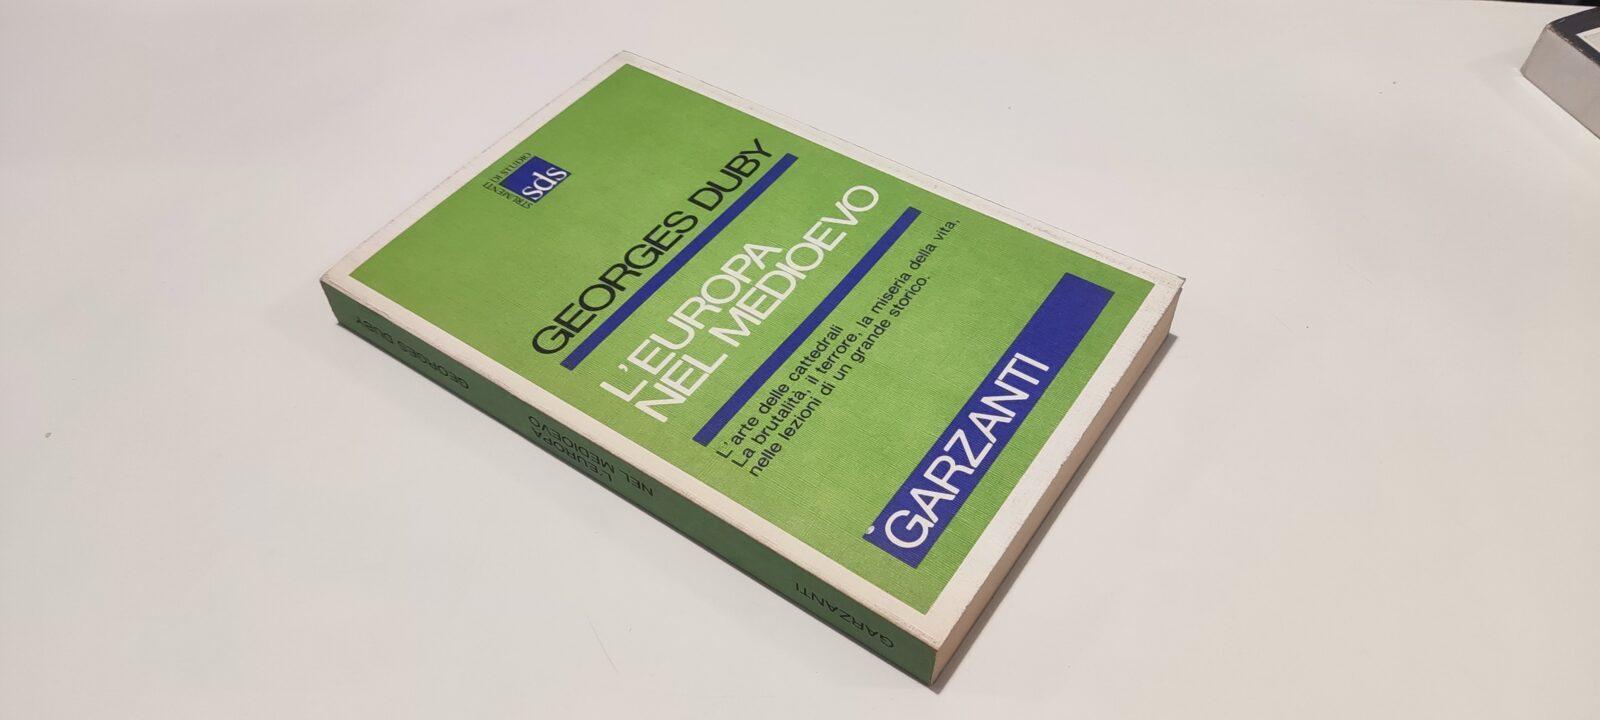 STRUMENTI DI STUDIO
sds
GEORGES DUBY
L'EUROPA
NEL MEDIOEVO
L'arte delle cattedrali
La brutalità, il terrore, la miseria della vita,
nelle lezioni di un grande storico.
GARZANTI
GEORGES DUBY
L'EUROPA
NEL MEDIOEVO
GARZANTI